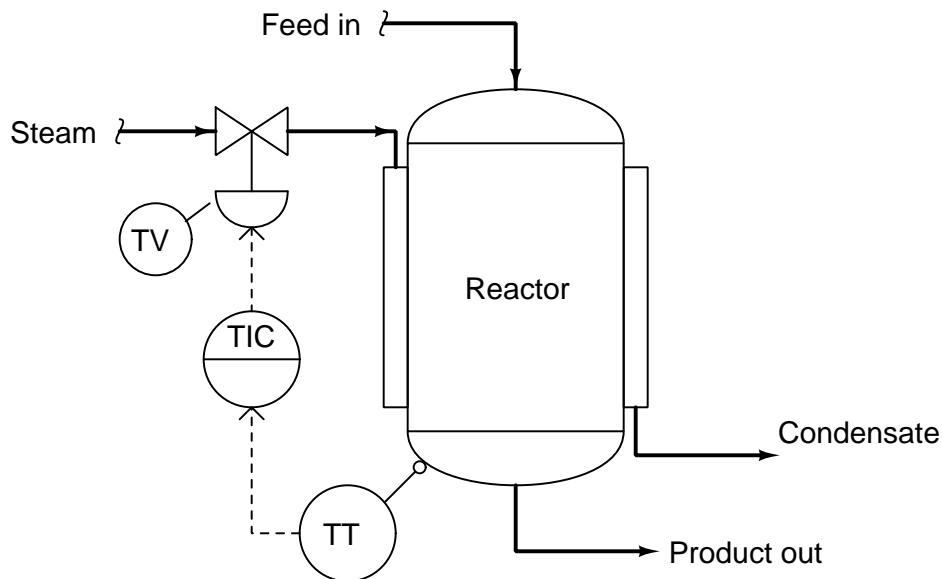 Feed in
Steam
TV
Reactor
TIC
Condensate
TT
Product out